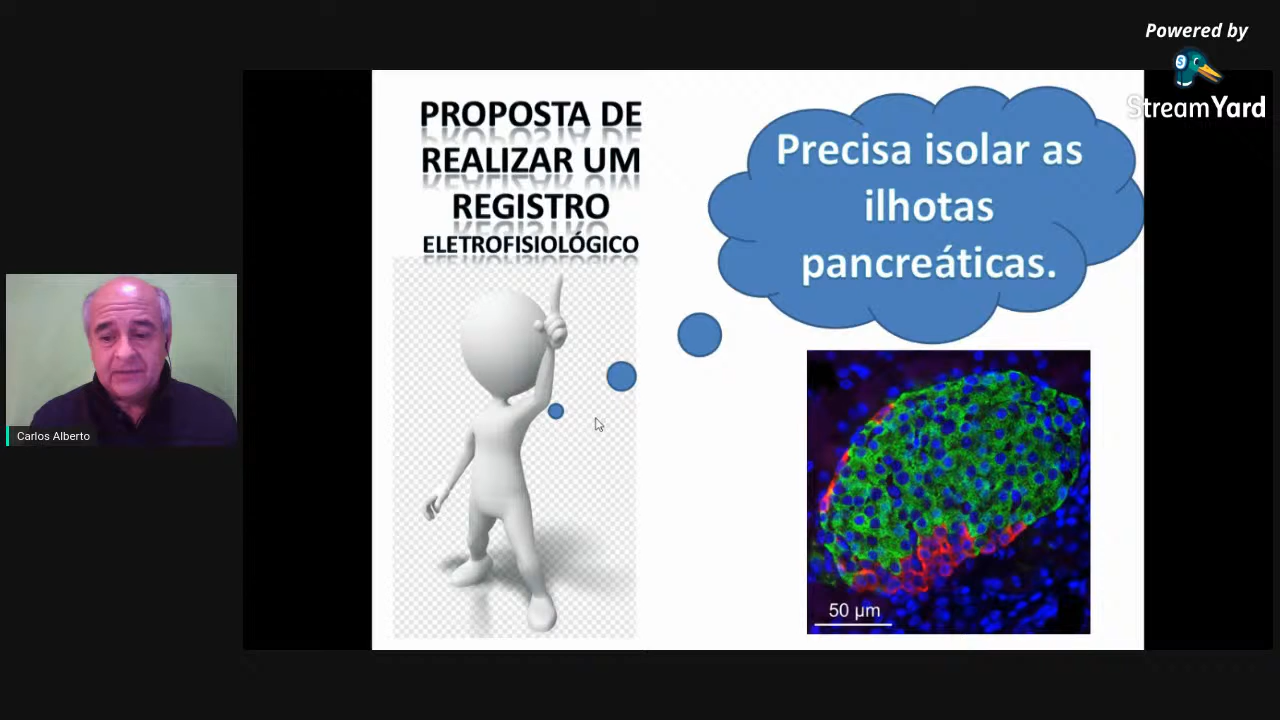 Powered by
StreamYard
PROPOSTA DE
REALIZAR UM
REGISTRO
ELETROFISIOLÓGICO
Precisa isolar as
ilhotas
pancreáticas.
Carlos Alberto
50 µm